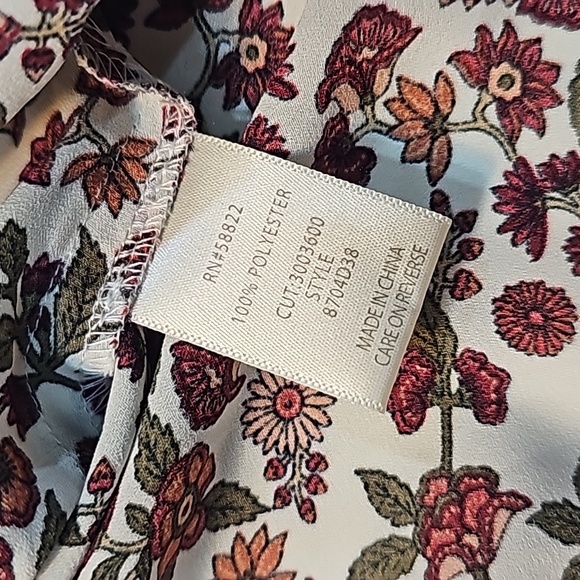 RN#58822
100% POLYESTER
CUT:3003600
STYLE
8704D38
MADE IN CHINA
CARE ON REVERSE